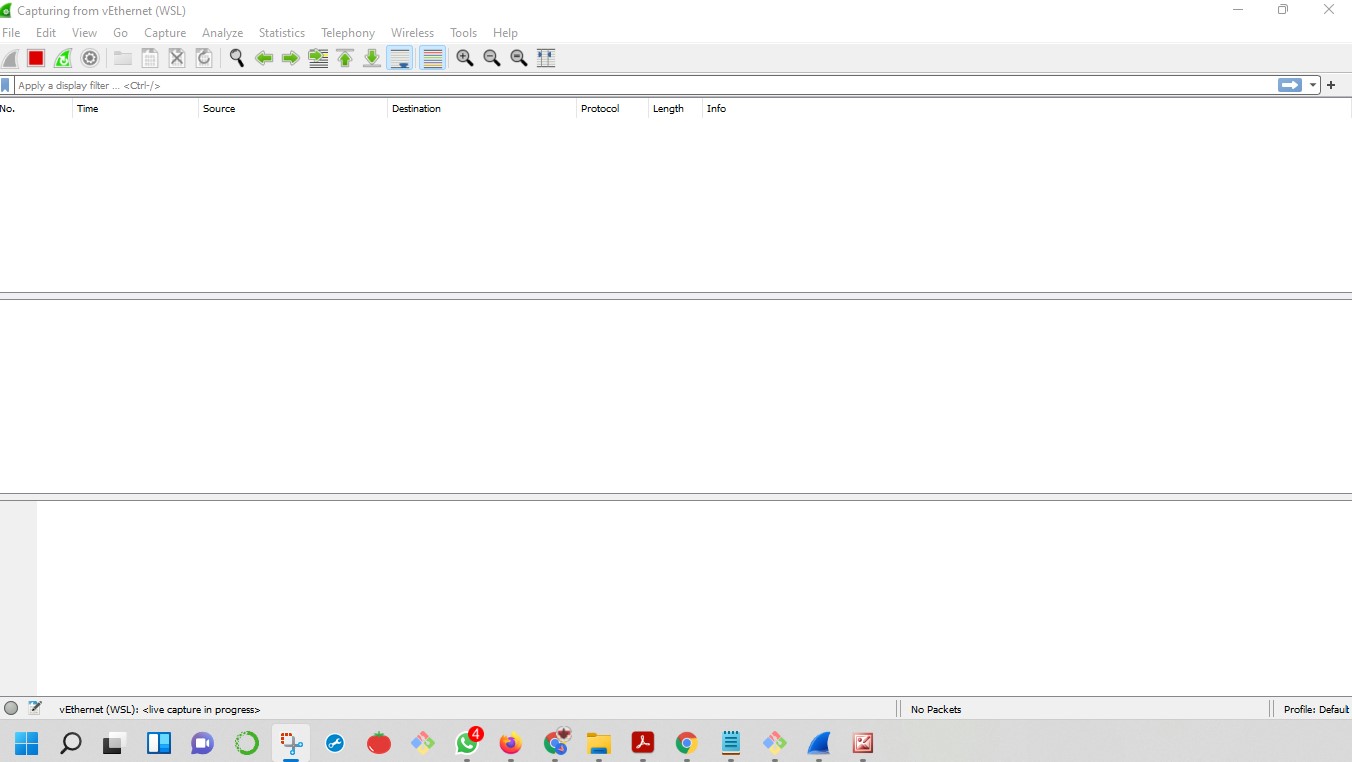 Capturing from vEthernet (WSL)
File Edit View Go Capture Analyze Statistics Telephony Wireless Tools Help
Apply a display filter ... <Ctrl-/>
No. Time Source Destination Protocol Length Info
vEthernet (WSL): <live capture in progress> No Packets Profile: Default
4